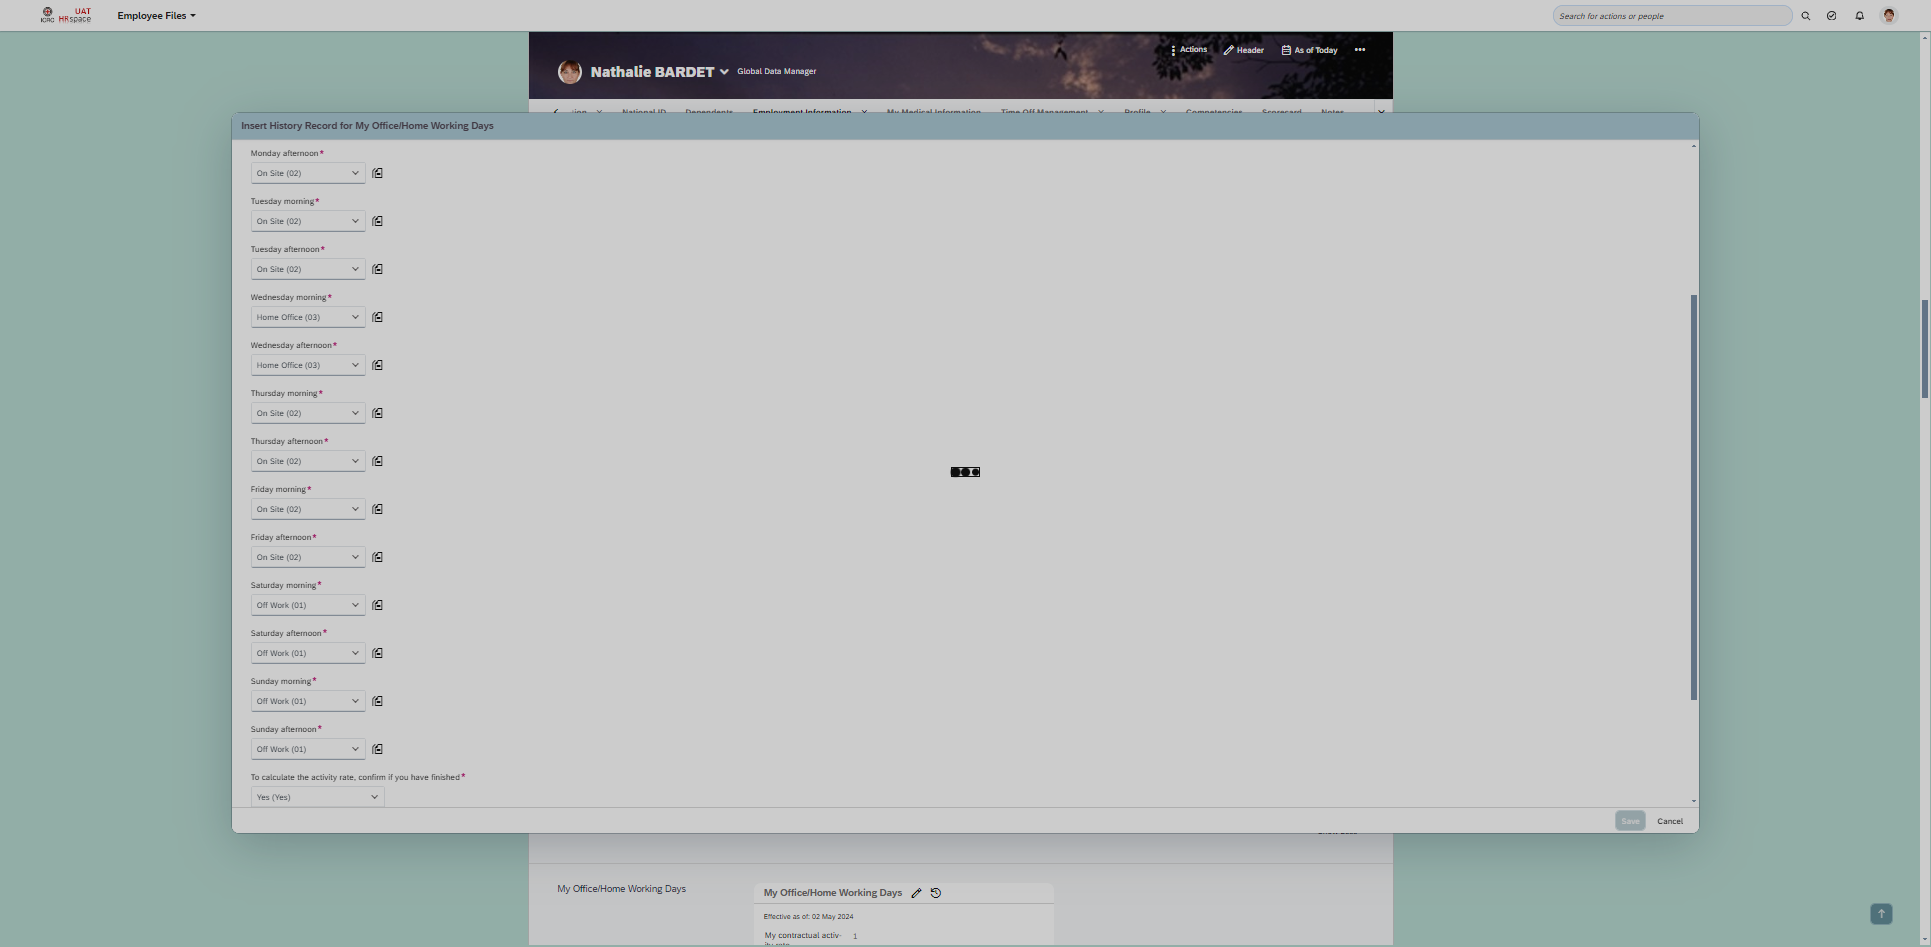 ICRC
UAT
HRspace
Employee Files
Search for actions or people
Actions
Header
As of Today
Nathalie BARDET
Global Data Manager
National ID
Dependents
Employment Information
My Medical Information
Time Off Management
Profile
Competencies
Scorecard
Notes
Insert History Record for My Office/Home Working Days
Monday afternoon*
On Site (02)
Tuesday morning*
On Site (02)
Tuesday afternoon*
On Site (02)
Wednesday morning*
Home Office (03)
Wednesday afternoon*
Home Office (03)
Thursday morning*
On Site (02)
Thursday afternoon*
On Site (02)
Friday morning*
On Site (02)
Friday afternoon*
On Site (02)
Saturday morning*
Off Work (01)
Saturday afternoon*
Off Work (01)
Sunday morning*
Off Work (01)
Sunday afternoon*
Off Work (01)
To calculate the activity rate, confirm if you have finished*
Yes (Yes)
Save
Cancel
My Office/Home Working Days
My Office/Home Working Days
Effective as of: 02 May 2024
My contractual activ-
1